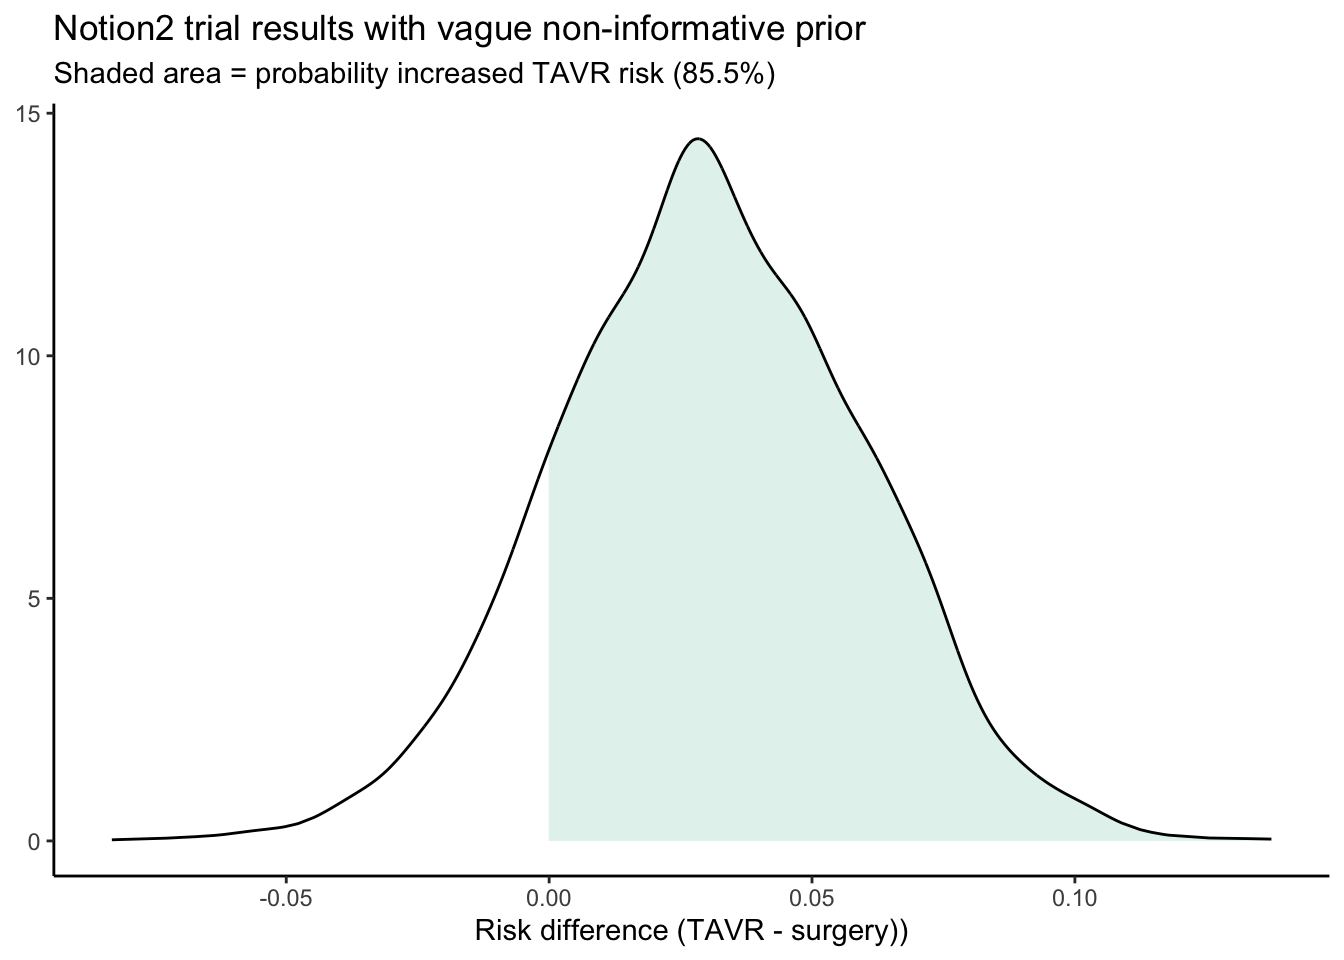 Notion2 trial results with vague non-informative prior
Shaded area = probability increased TAVR risk (85.5%)
15
10
5
0
-0.05 0.00 0.05 0.10
Risk difference (TAVR - surgery))